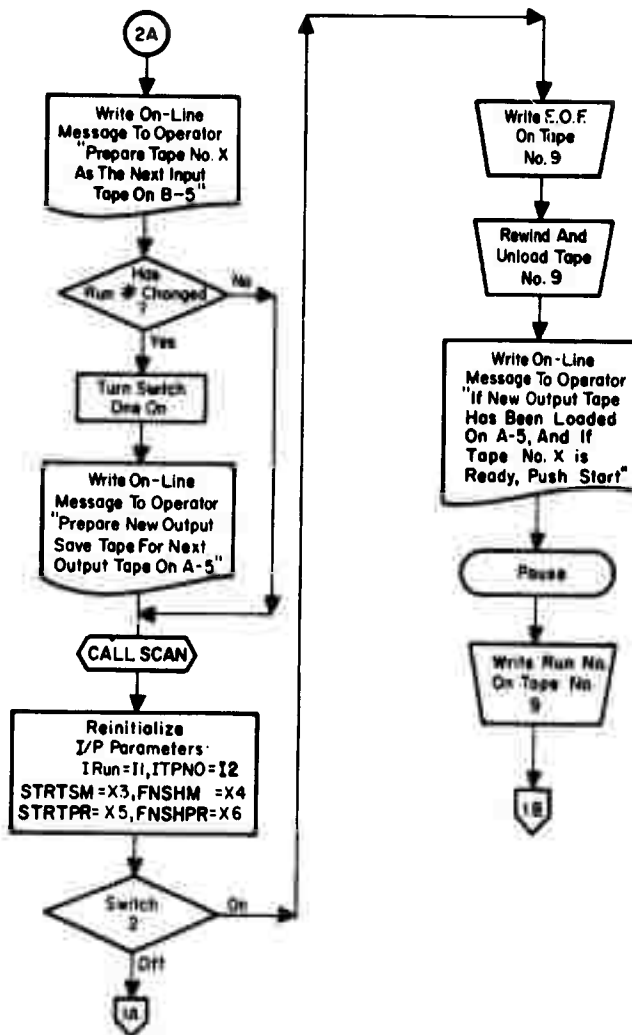 2A
Write On-Line
Message To Operator
"Prepare Tape No. X
As The Next Input
Tape On B-5"
Has
Run # Changed
?
No
Yes
Turn Switch
One On
Write On-Line
Message To Operator
"Prepare New Output
Save Tape For Next
Output Tape On A-5"
CALL SCAN
Reinitialize
I/P Parameters
IRun=I1, ITPNO=I2
STRTSM=X3, FNSHM =X4
STRTPR=X5, FNSHPR=X6
Switch
2
On
Off
1A
Write E.O.F.
On Tape
No. 9
Rewind And
Unload Tape
No. 9
Write On-Line
Message To Operator
"If New Output Tape
Has Been Loaded
On A-5, And If
Tape No. X is
Ready, Push Start"
Pause
Write Run No.
On Tape No.
9
1B